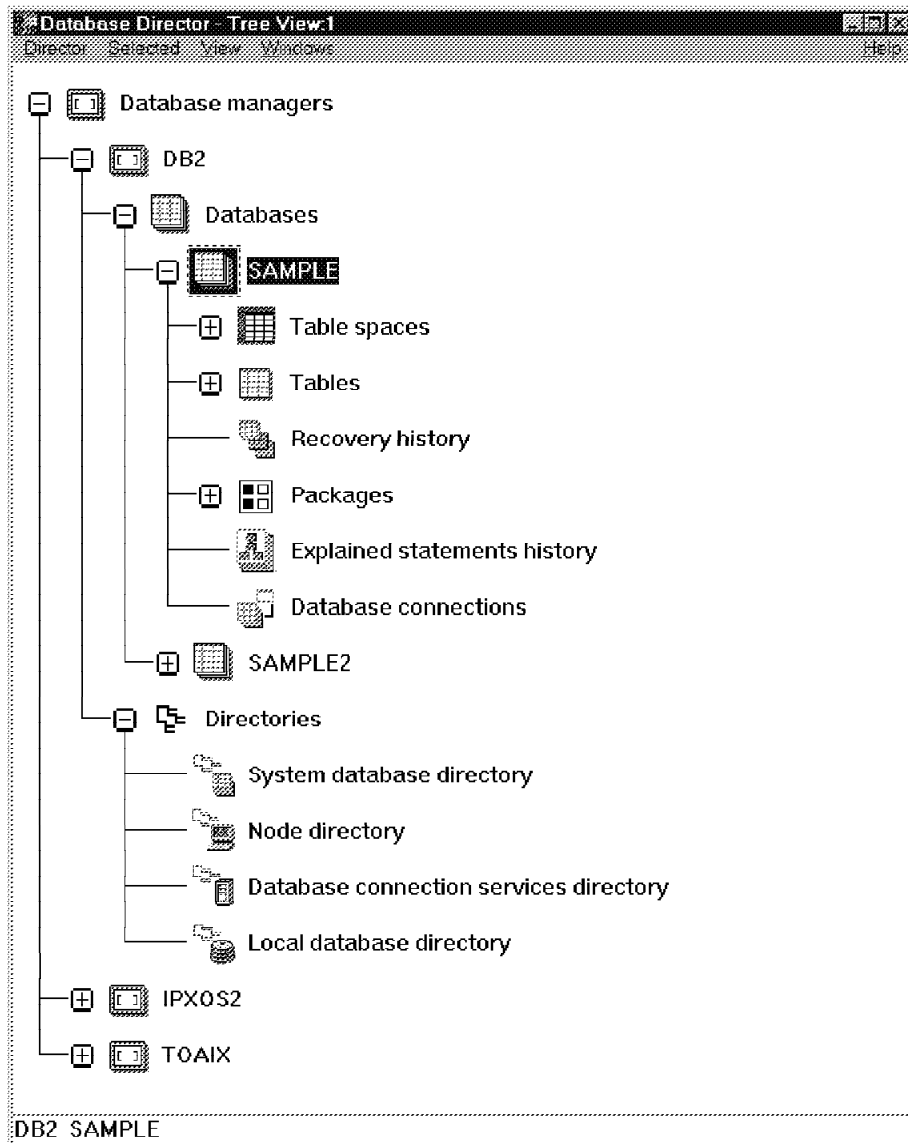 Database Director - Tree View:1
Director Selected View Windows Help
Database managers
DB2
Databases
SAMPLE
Table spaces
Tables
Recovery history
Packages
Explained statements history
Database connections
SAMPLE2
Directories
System database directory
Node directory
Database connection services directory
Local database directory
IPXOS2
TOAIX
DB2 SAMPLE